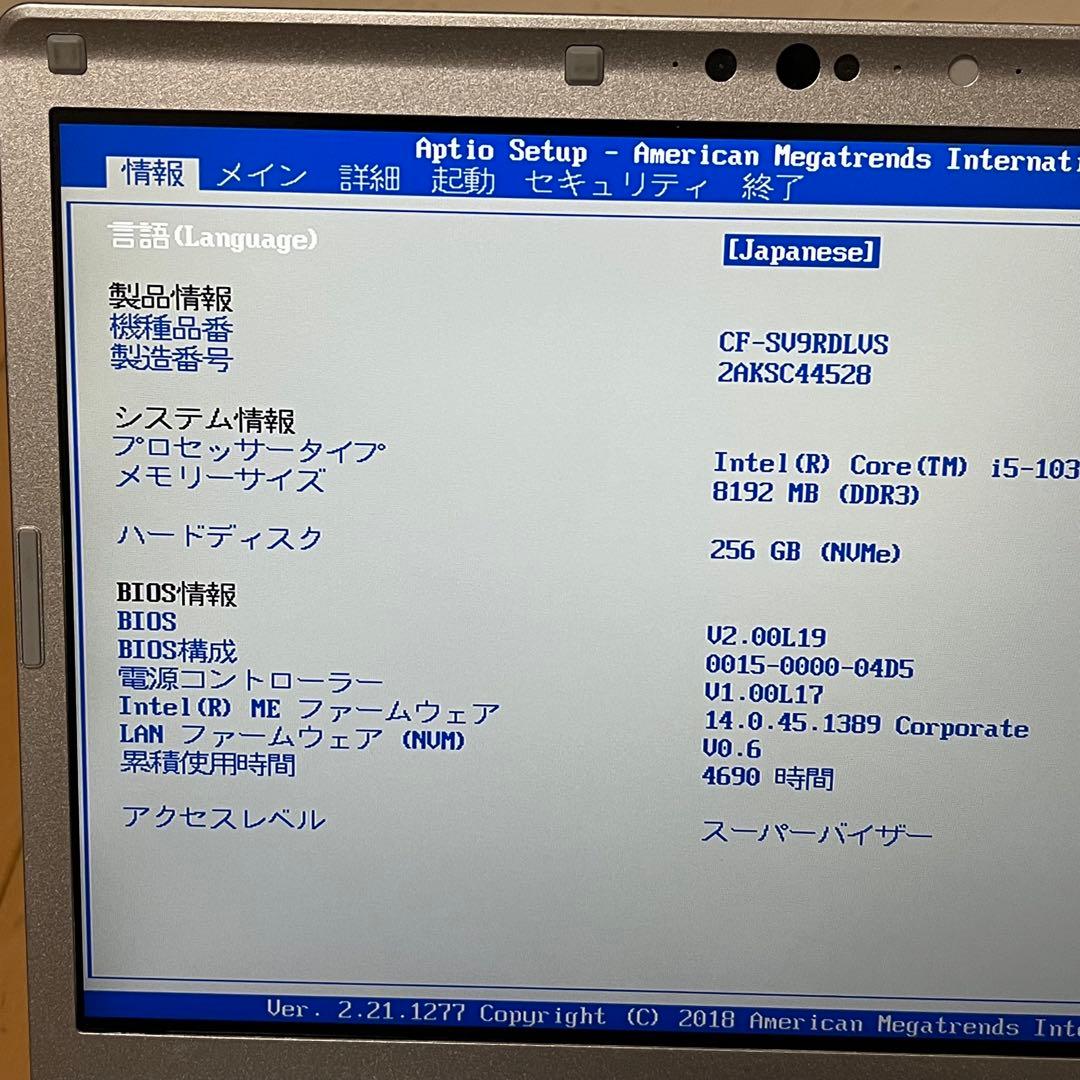 Aptio Setup - American Megatrends Internati
情報 メイン 詳細 起動 セキュリティ 終了
言語(Language) [Japanese]
製品情報
機種品番 CF-SV9RDLVS
製造番号 2AKSC44528
システム情報
プロセッサータイプ Intel(R) Core(TM) i5-103
メモリーサイズ 8192 MB (DDR3)
ハードディスク 256 GB (NVMe)
BIOS情報
BIOS V2.00L19
BIOS構成 0015-0000-04D5
電源コントローラー V1.00L17
Intel(R) ME ファームウェア 14.0.45.1389 Corporate
LAN ファームウェア (NVM) V0.6
累積使用時間 4690 時間
アクセスレベル スーパーバイザー
Ver. 2.21.1277 Copyright (C) 2018 American Megatrends Int